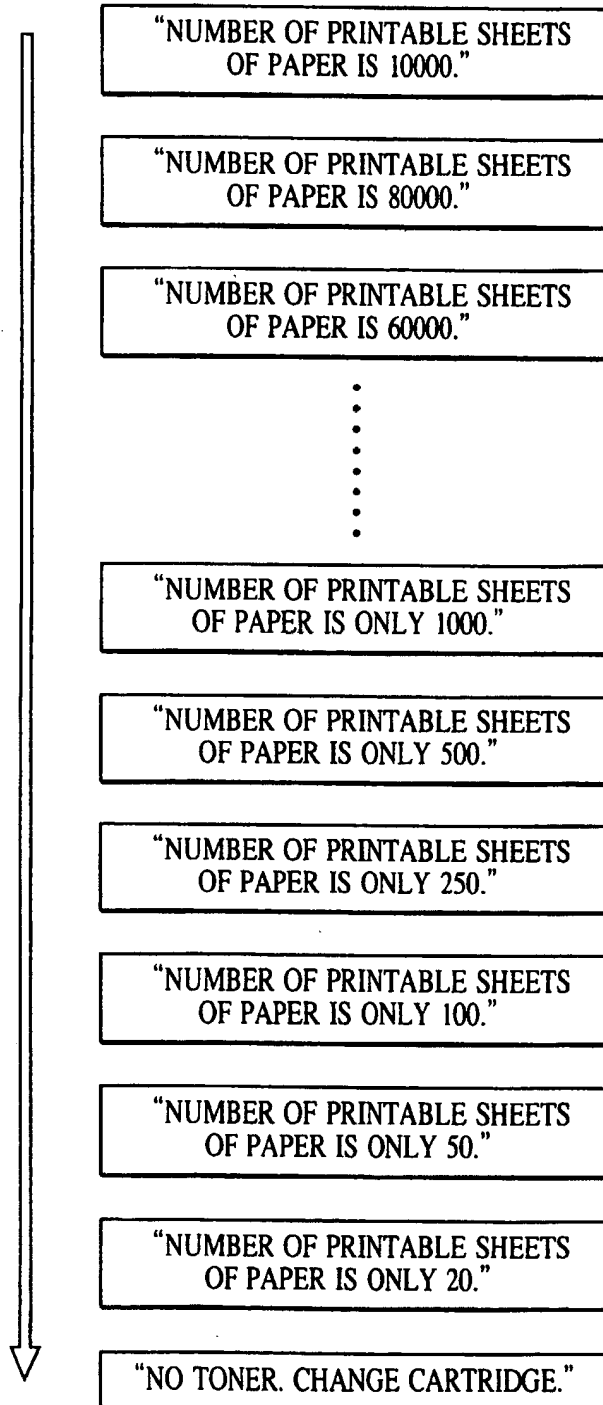 “NUMBER OF PRINTABLE SHEETS
OF PAPER IS 10000.”
“NUMBER OF PRINTABLE SHEETS
OF PAPER IS 80000.”
“NUMBER OF PRINTABLE SHEETS
OF PAPER IS 60000.”
“NUMBER OF PRINTABLE SHEETS
OF PAPER IS ONLY 1000.”
“NUMBER OF PRINTABLE SHEETS
OF PAPER IS ONLY 500.”
“NUMBER OF PRINTABLE SHEETS
OF PAPER IS ONLY 250.”
“NUMBER OF PRINTABLE SHEETS
OF PAPER IS ONLY 100.”
“NUMBER OF PRINTABLE SHEETS
OF PAPER IS ONLY 50.”
“NUMBER OF PRINTABLE SHEETS
OF PAPER IS ONLY 20.”
“NO TONER. CHANGE CARTRIDGE.”